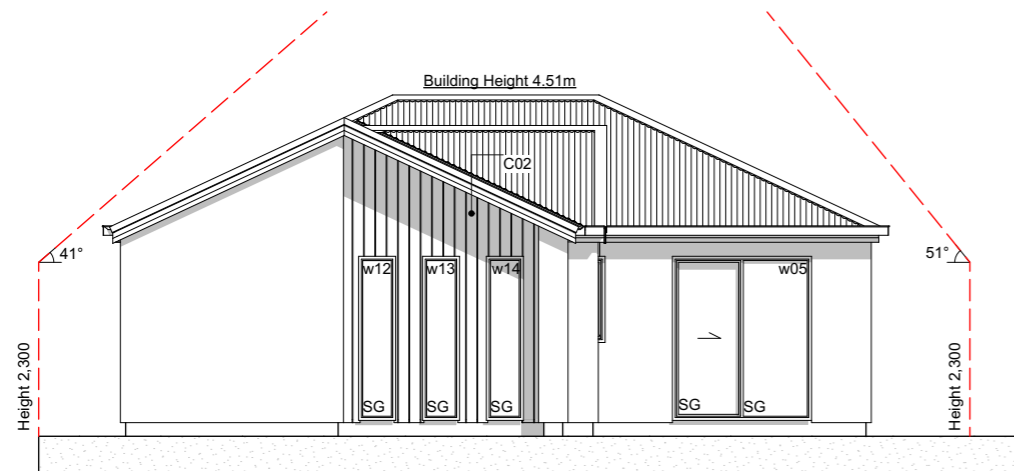 Building Height 4.51m
C02
41°
51°
w12
w13
w14
w05
Height 2,300
Height 2,300
SG
SG
SG
SG
SG